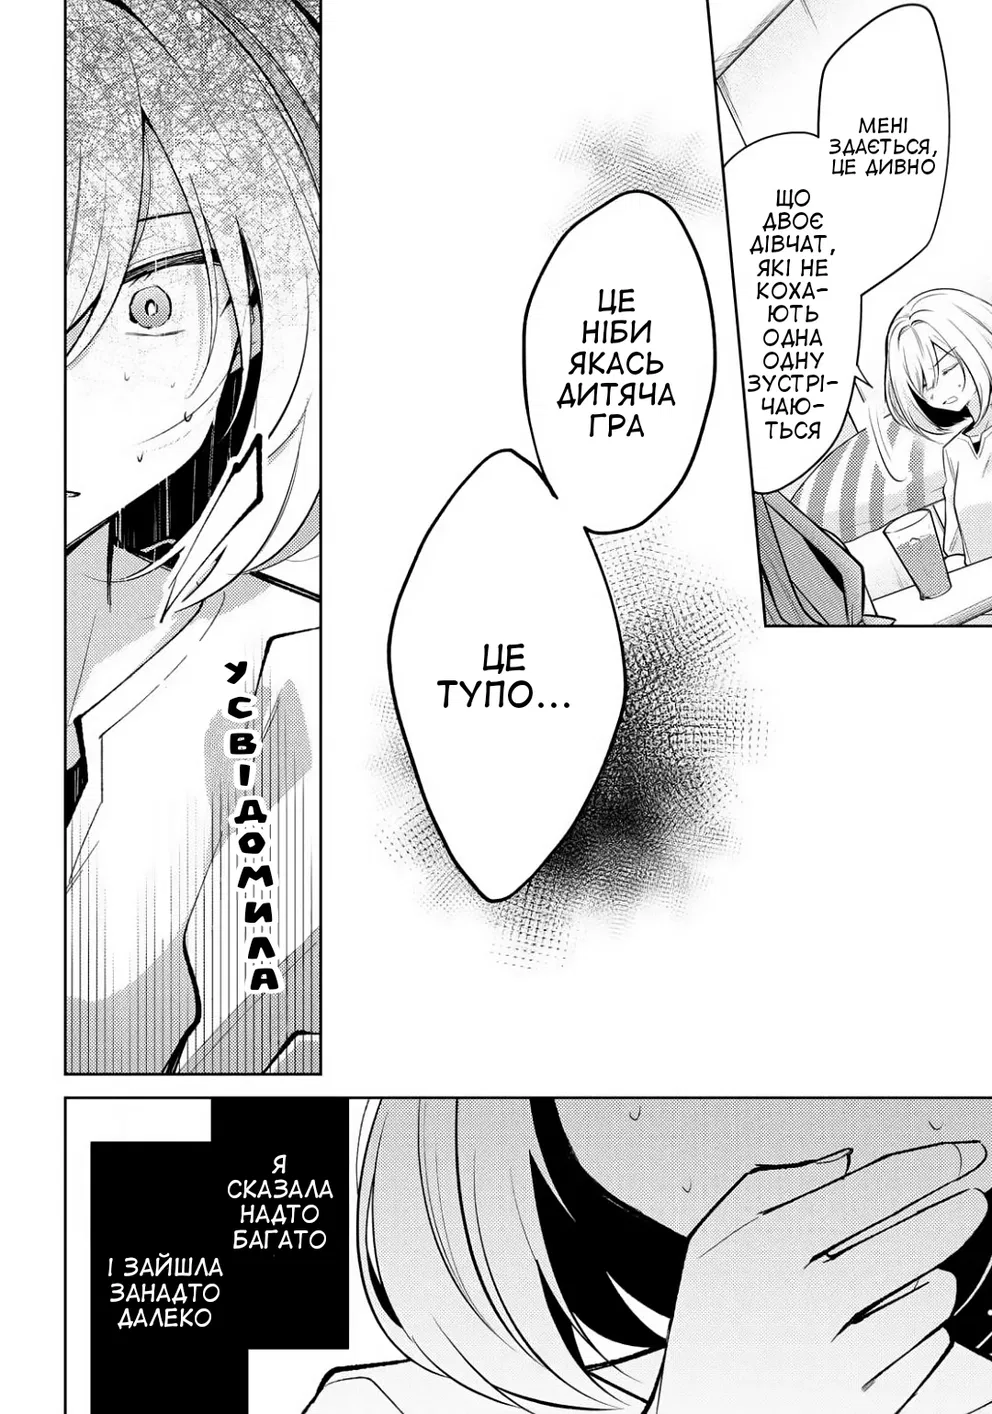 МЕНІ
ЗДАЄТЬСЯ,
ЦЕ ДИВНО
ЩО
ДВОЄ
ДІВЧАТ,
ЯКІ НЕ
КОХА-
ЮТЬ
ОДНА
ОДНУ
ЗУСТРІ-
ЧАЮ-
ТЬСЯ
ЦЕ
НІБИ
ЯКАСЬ
ДИТЯЧА
ГРА
ЦЕ
ТУПО...
УСВІДОМИЛА
Я
СКАЗАЛА
НАДТО
БАГАТО
І ЗАЙШЛА
ЗАНАДТО
ДАЛЕКО